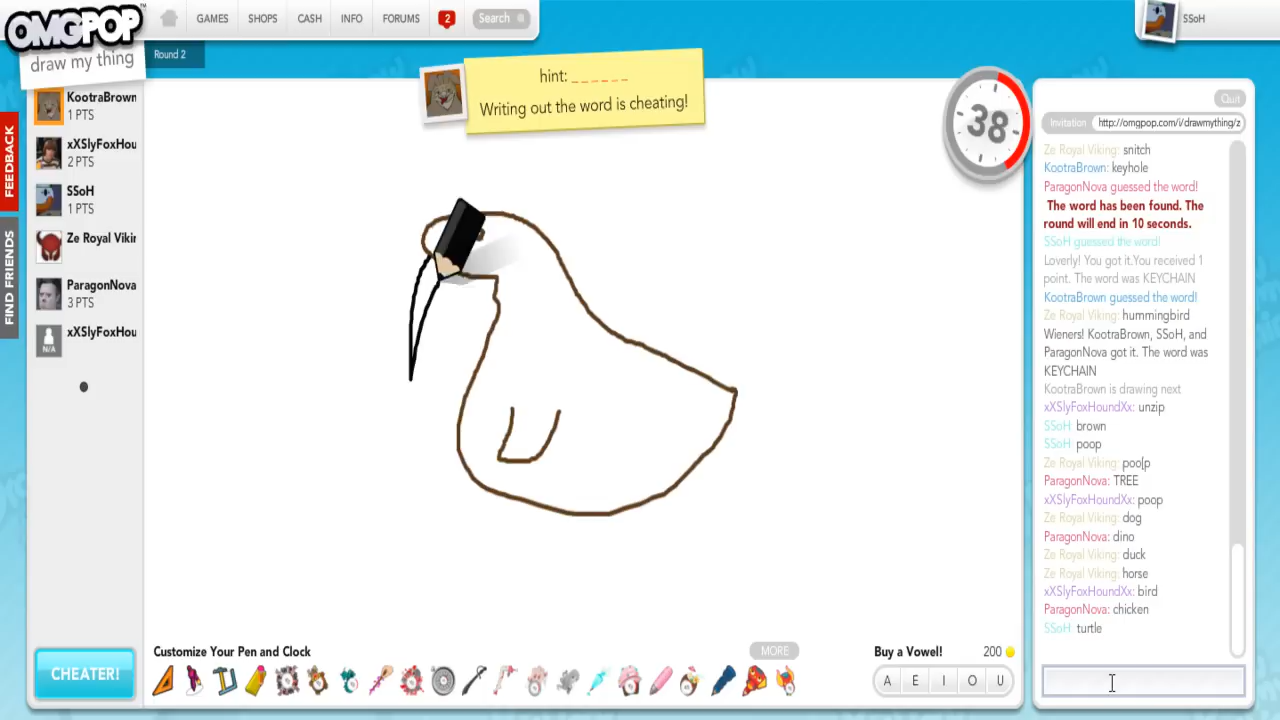 OMGPOP™
GAMES SHOPS CASH INFO FORUMS 2 Search
SSoH
draw my thing
Round 2
hint: _ _ _ _ _ _
Writing out the word is cheating!
38
FEEDBACK
FIND FRIENDS
KootraBrown
1 PTS
xXSlyFoxHou
2 PTS
SSoH
1 PTS
Ze Royal Vikin
ParagonNova
3 PTS
xXSlyFoxHou
N/A
CHEATER!
Customize Your Pen and Clock
MORE
Buy a Vowel! 200
A E I O U
Quit
Invitation http://omgpop.com/i/drawmything/z
Ze Royal Viking: snitch
KootraBrown: keyhole
ParagonNova guessed the word!
The word has been found. The
round will end in 10 seconds.
SSoH guessed the word!
Loverly! You got it.You received 1
point. The word was KEYCHAIN
KootraBrown guessed the word!
Ze Royal Viking: hummingbird
Wieners! KootraBrown, SSoH, and
ParagonNova got it. The word was
KEYCHAIN
KootraBrown is drawing next
xXSlyFoxHoundXx: unzip
SSoH: brown
SSoH: poop
Ze Royal Viking: poo[p
ParagonNova: TREE
xXSlyFoxHoundXx: poop
Ze Royal Viking: dog
ParagonNova: dino
Ze Royal Viking: duck
Ze Royal Viking: horse
xXSlyFoxHoundXx: bird
ParagonNova: chicken
SSoH: turtle